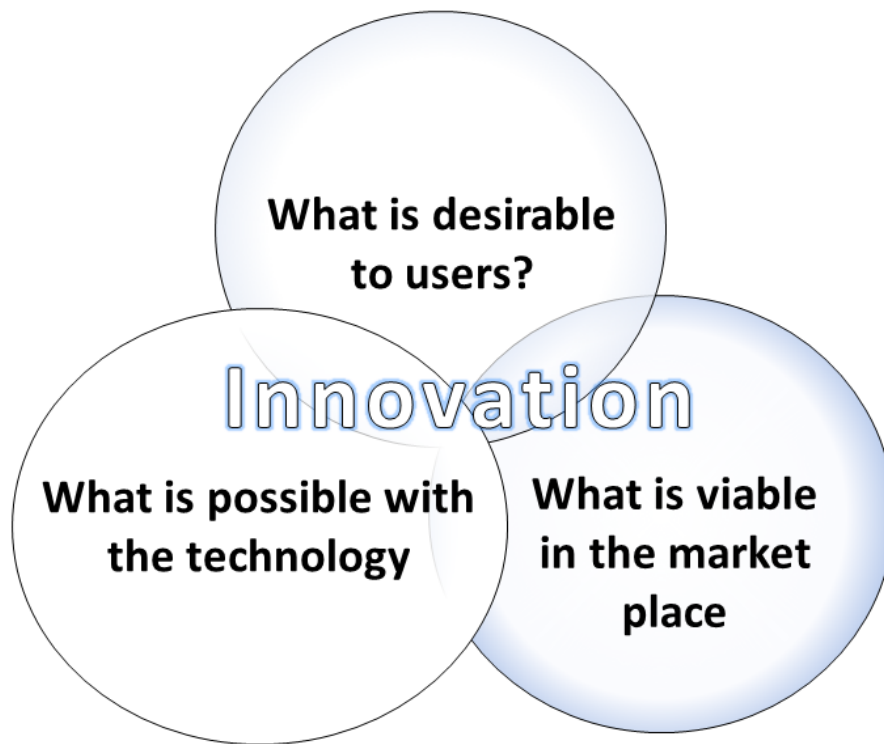 What is desirable
to users?
Innovation
What is possible with
the technology
What is viable
in the market
place